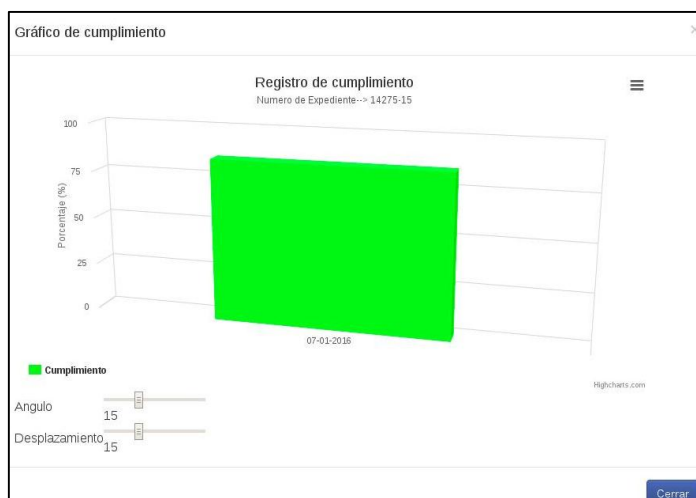 Gráfico de cumplimiento
×
Registro de cumplimiento
Numero de Expediente--> 14275-15
100
75
50
25
0
Porcentaje (%)
07-01-2016
Cumplimiento
Highcharts.com
Angulo
15
Desplazamiento
15
Cerrar